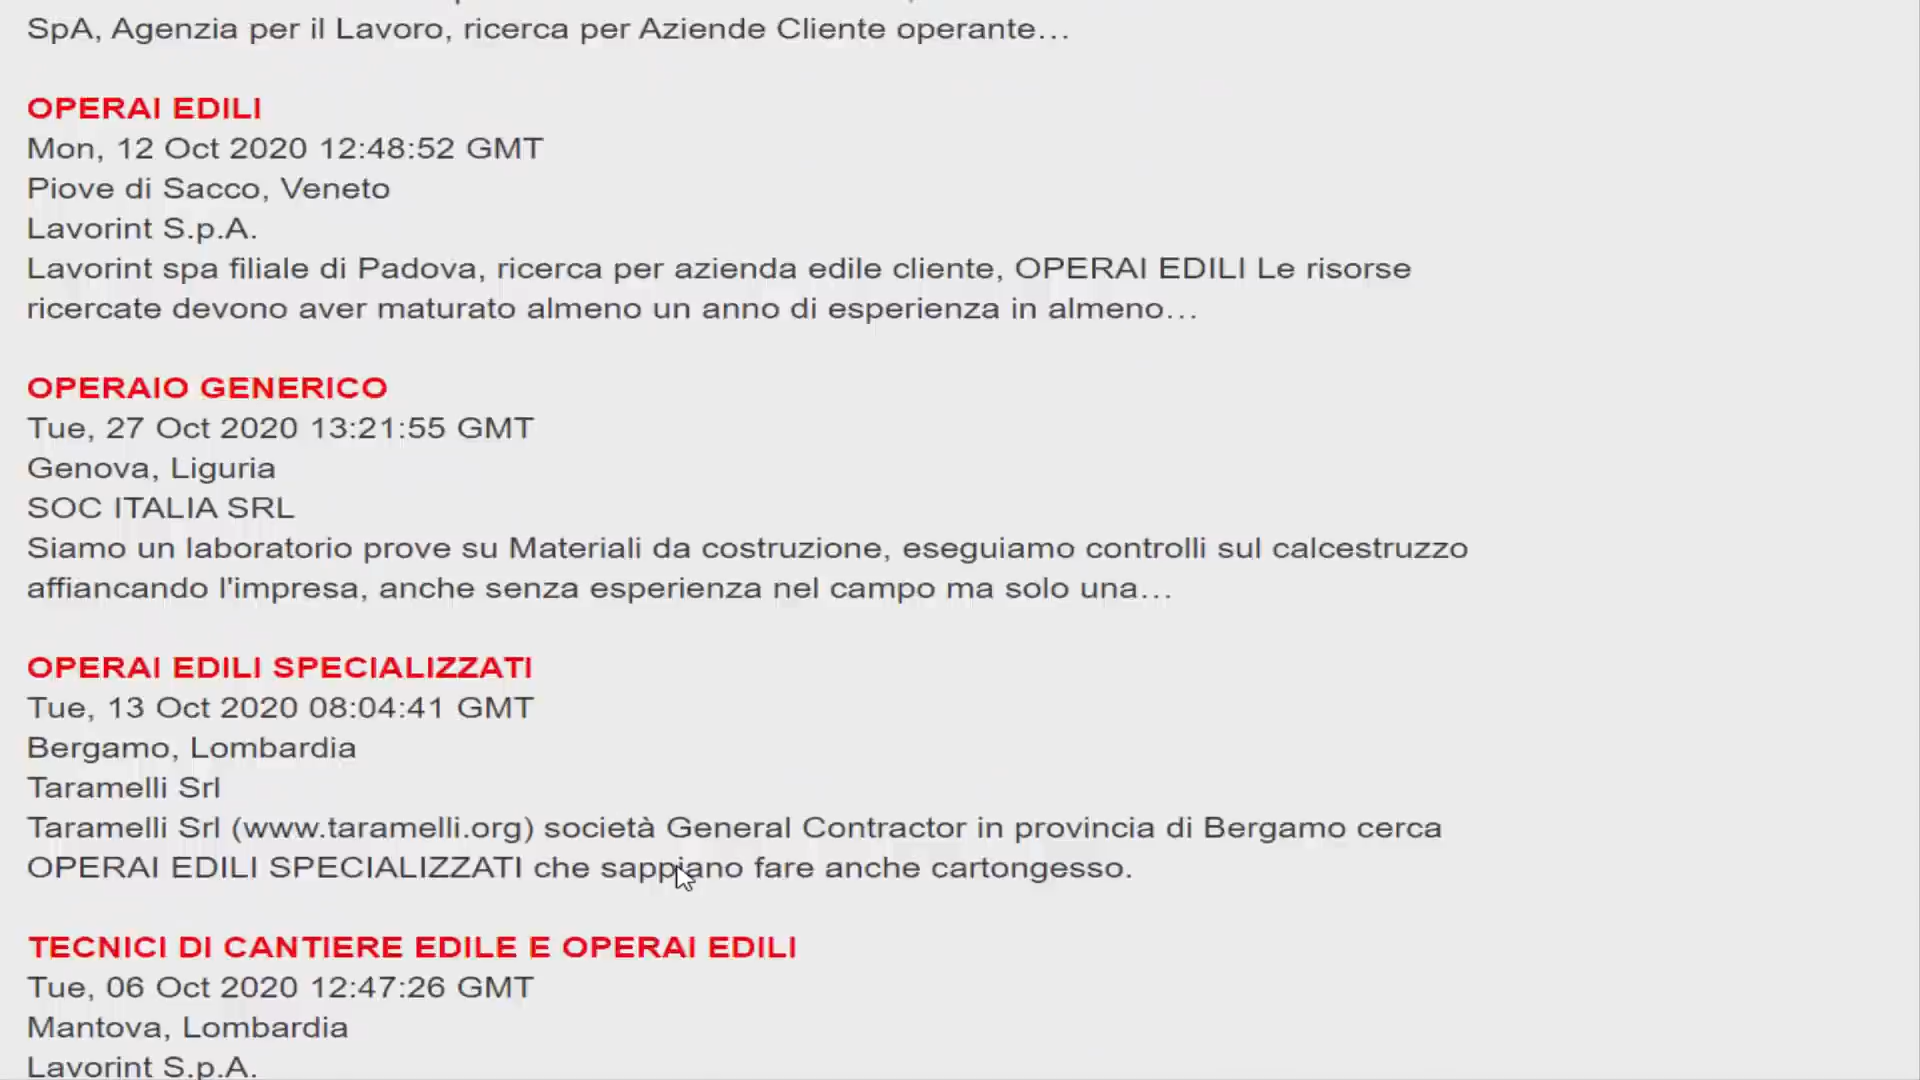 SpA, Agenzia per il Lavoro, ricerca per Aziende Cliente operante…
OPERAI EDILI
Mon, 12 Oct 2020 12:48:52 GMT
Piove di Sacco, Veneto
Lavorint S.p.A.
Lavorint spa filiale di Padova, ricerca per azienda edile cliente, OPERAI EDILI Le risorse
ricercate devono aver maturato almeno un anno di esperienza in almeno…
OPERAIO GENERICO
Tue, 27 Oct 2020 13:21:55 GMT
Genova, Liguria
SOC ITALIA SRL
Siamo un laboratorio prove su Materiali da costruzione, eseguiamo controlli sul calcestruzzo
affiancando l'impresa, anche senza esperienza nel campo ma solo una…
OPERAI EDILI SPECIALIZZATI
Tue, 13 Oct 2020 08:04:41 GMT
Bergamo, Lombardia
Taramelli Srl
Taramelli Srl (www.taramelli.org) società General Contractor in provincia di Bergamo cerca
OPERAI EDILI SPECIALIZZATI che sappiano fare anche cartongesso.
TECNICI DI CANTIERE EDILE E OPERAI EDILI
Tue, 06 Oct 2020 12:47:26 GMT
Mantova, Lombardia
Lavorint S.p.A.